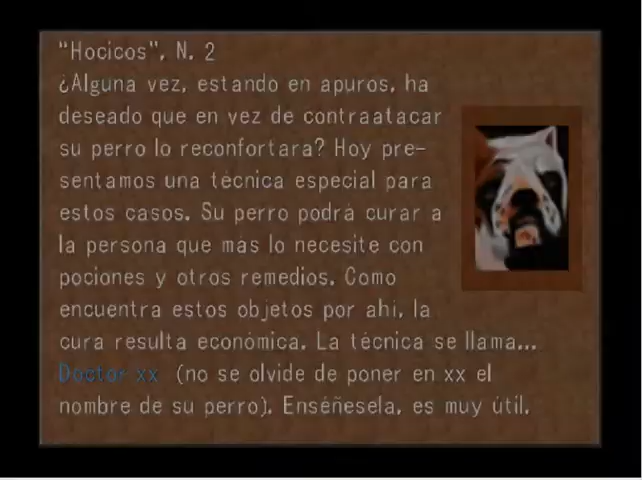 "Hocicos", N. 2
¿Alguna vez, estando en apuros, ha
deseado que en vez de contraatacar
su perro lo reconfortara? Hoy pre-
sentamos una técnica especial para
estos casos. Su perro podrá curar a
la persona que más lo necesite con
pociones y otros remedios. Como
encuentra estos objetos por ahí, la
cura resulta económica. La técnica se llama...
Doctor xx (no se olvide de poner en xx el
nombre de su perro). Enséñesela, es muy útil.